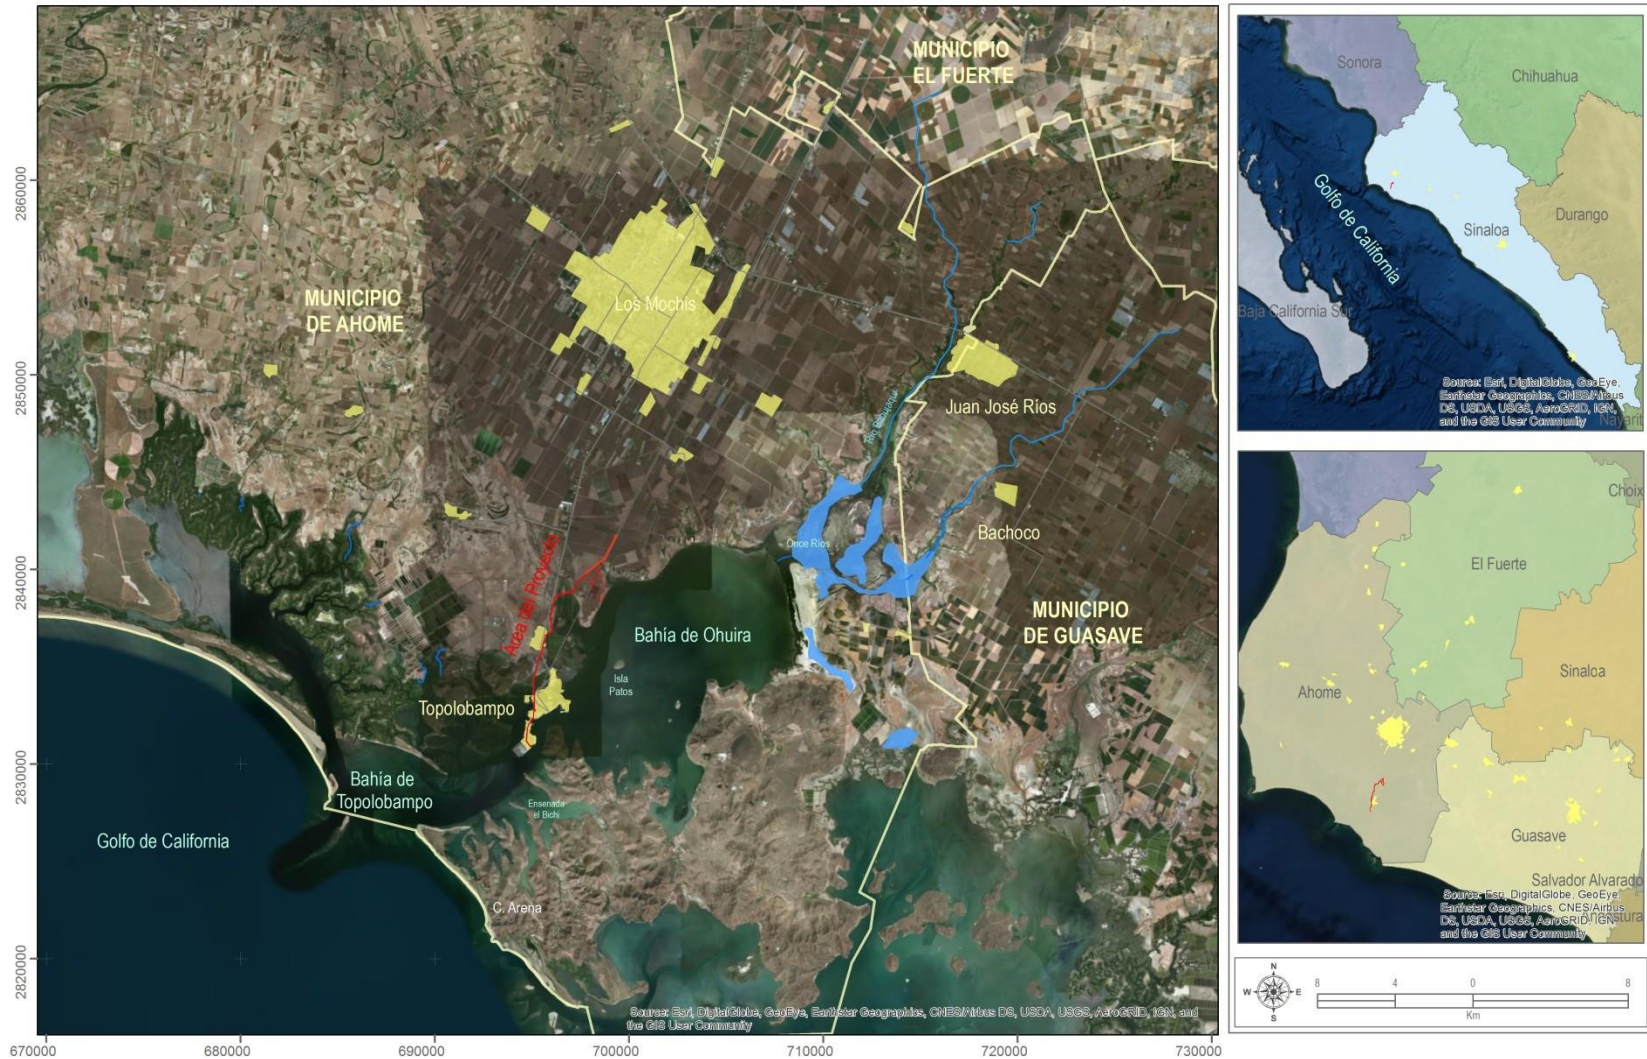 MUNICIPIO
EL FUERTE
MUNICIPIO
DE AHOME
Los Mochis
Juan José Ríos
Bachoco
Once Ríos
MUNICIPIO
DE GUASAVE
Área del Proyecto
Bahía de Ohuira
Isla
Patos
Topolobampo
Bahía de
Topolobampo
Ensenada
el Bichi
Golfo de California
C. Arena
Source: Esri, DigitalGlobe, GeoEye, Earthstar Geographics, CNES/Airbus DS, USDA, USGS, AeroGRID, IGN, and
the GIS User Community
2860000
2850000
2840000
2830000
2820000
670000
680000
690000
700000
710000
720000
730000
Sonora
Chihuahua
Durango
Sinaloa
Golfo de California
Baja California Sur
Nayarit
Source: Esri, DigitalGlobe, GeoEye,
Earthstar Geographics, CNES/Airbus
DS, USDA, USGS, AeroGRID, IGN,
and the GIS User Community
Choix
El Fuerte
Sinaloa
Ahome
Guasave
Salvador Alvarado
Angostura
Source: Esri, DigitalGlobe, GeoEye,
Earthstar Geographics, CNES/Airbus
DS, USDA, USGS, AeroGRID, IGN,
and the GIS User Community
N
W
E
S
8
4
0
8
Km